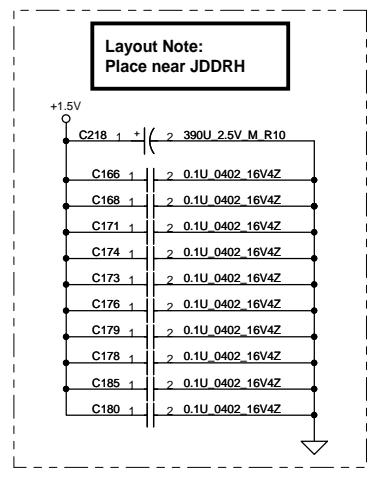 Layout Note:
Place near JDDRH
+1.5V
C218 1 + 2 390U_2.5V_M_R10
C166 1 2 0.1U_0402_16V4Z
C168 1 2 0.1U_0402_16V4Z
C171 1 2 0.1U_0402_16V4Z
C174 1 2 0.1U_0402_16V4Z
C173 1 2 0.1U_0402_16V4Z
C176 1 2 0.1U_0402_16V4Z
C179 1 2 0.1U_0402_16V4Z
C178 1 2 0.1U_0402_16V4Z
C185 1 2 0.1U_0402_16V4Z
C180 1 2 0.1U_0402_16V4Z